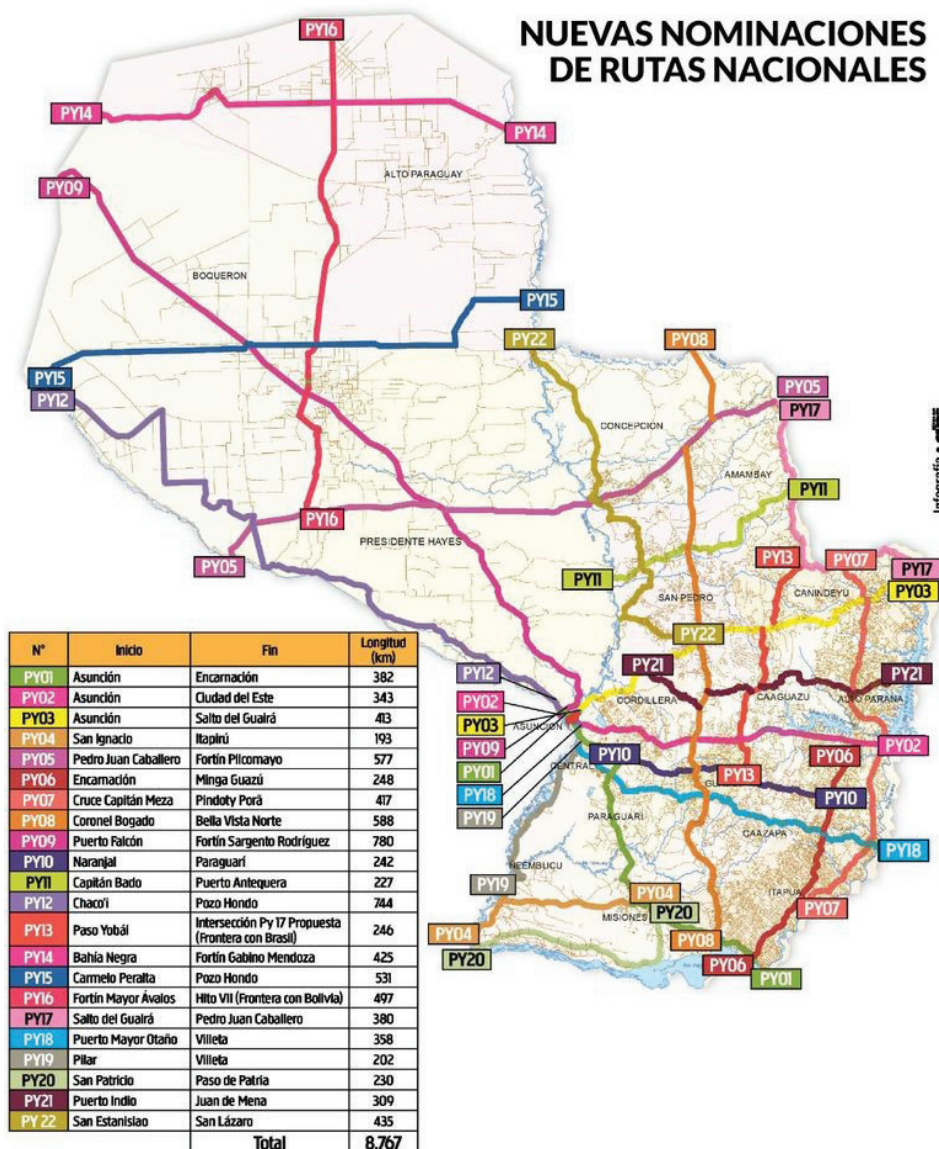 NUEVAS NOMINACIONES
DE RUTAS NACIONALES
PY16
PY14
PY14
PY09
ALTO PARAGUAY
BOQUERON
PY15
PY22
PY08
PY15
PY12
PY05
PY17
CONCEPCION
AMAMBAY
PY11
PY16
PRESIDENTE HAYES
PY05
PY11
PY13
PY07
PY17
CANINDEYU
PY03
SAN PEDRO
PY22
PY21
PY12
PY21
CORDILLERA
CAAGUAZU
ALTO PARANA
PY02
PY03
ASUNCION
PY09
PY10
PY06
PY02
PY01
CENTRAL
PY13
PY18
PY10
PY19
PARAGUARI
CAAZAPA
PY18
ÑEEMBUCU
PY19
ITAPUA
PY04
PY20
PY07
MISIONES
PY04
PY08
PY20
PY06
PY01
Infografía
N° Inicio Fin Longitud (km)
PY01 Asunción Encarnación 382
PY02 Asunción Ciudad del Este 343
PY03 Asunción Salto del Guairá 413
PY04 San Ignacio Itapirú 193
PY05 Pedro Juan Caballero Fortín Pilcomayo 577
PY06 Encarnación Minga Guazú 248
PY07 Cruce Capitán Meza Pindoty Porã 417
PY08 Coronel Bogado Bella Vista Norte 588
PY09 Puerto Falcón Fortín Sargento Rodríguez 780
PY10 Naranjal Paraguarí 242
PY11 Capitán Bado Puerto Antequera 227
PY12 Chaco'i Pozo Hondo 744
PY13 Paso Yobái Intersección Py 17 Propuesta (Frontera con Brasil) 246
PY14 Bahía Negra Fortín Gabino Mendoza 425
PY15 Carmelo Peralta Pozo Hondo 531
PY16 Fortín Mayor Ávalos Hito VII (Frontera con Bolivia) 497
PY17 Salto del Guairá Pedro Juan Caballero 380
PY18 Puerto Mayor Otaño Villeta 358
PY19 Pilar Villeta 202
PY20 San Patricio Paso de Patria 230
PY21 Puerto Indio Juan de Mena 309
PY 22 San Estanislao San Lázaro 435
Total 8.767